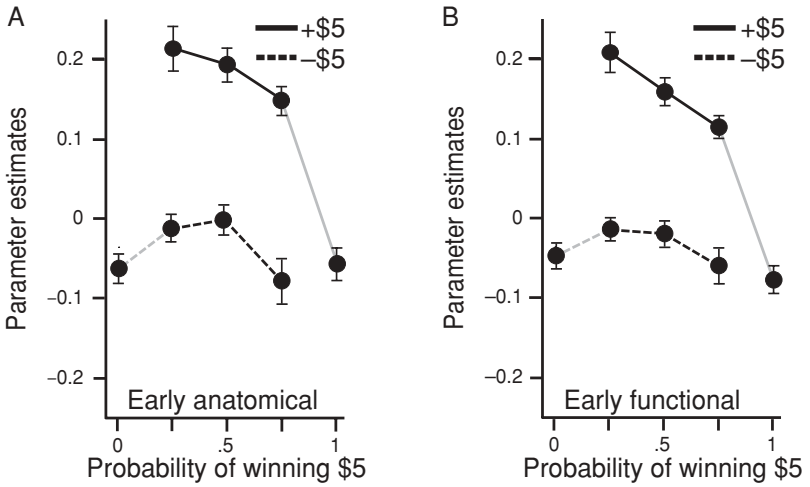 A
+$5
–$5
Parameter estimates
0.2
0.1
0
–0.1
–0.2
Early anatomical
0
.5
1
Probability of winning $5
B
+$5
–$5
Parameter estimates
0.2
0.1
0
–0.1
–0.2
Early functional
0
.5
1
Probability of winning $5